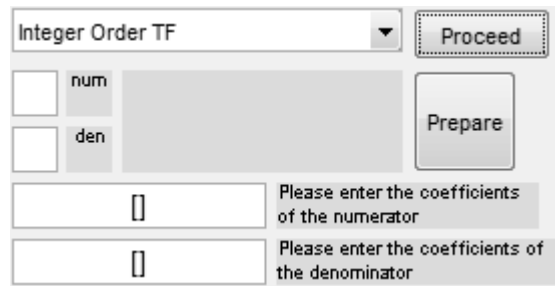 Integer Order TF
Proceed
num
den
Prepare
[]
Please enter the coefficients
of the numerator
[]
Please enter the coefficients of
the denominator